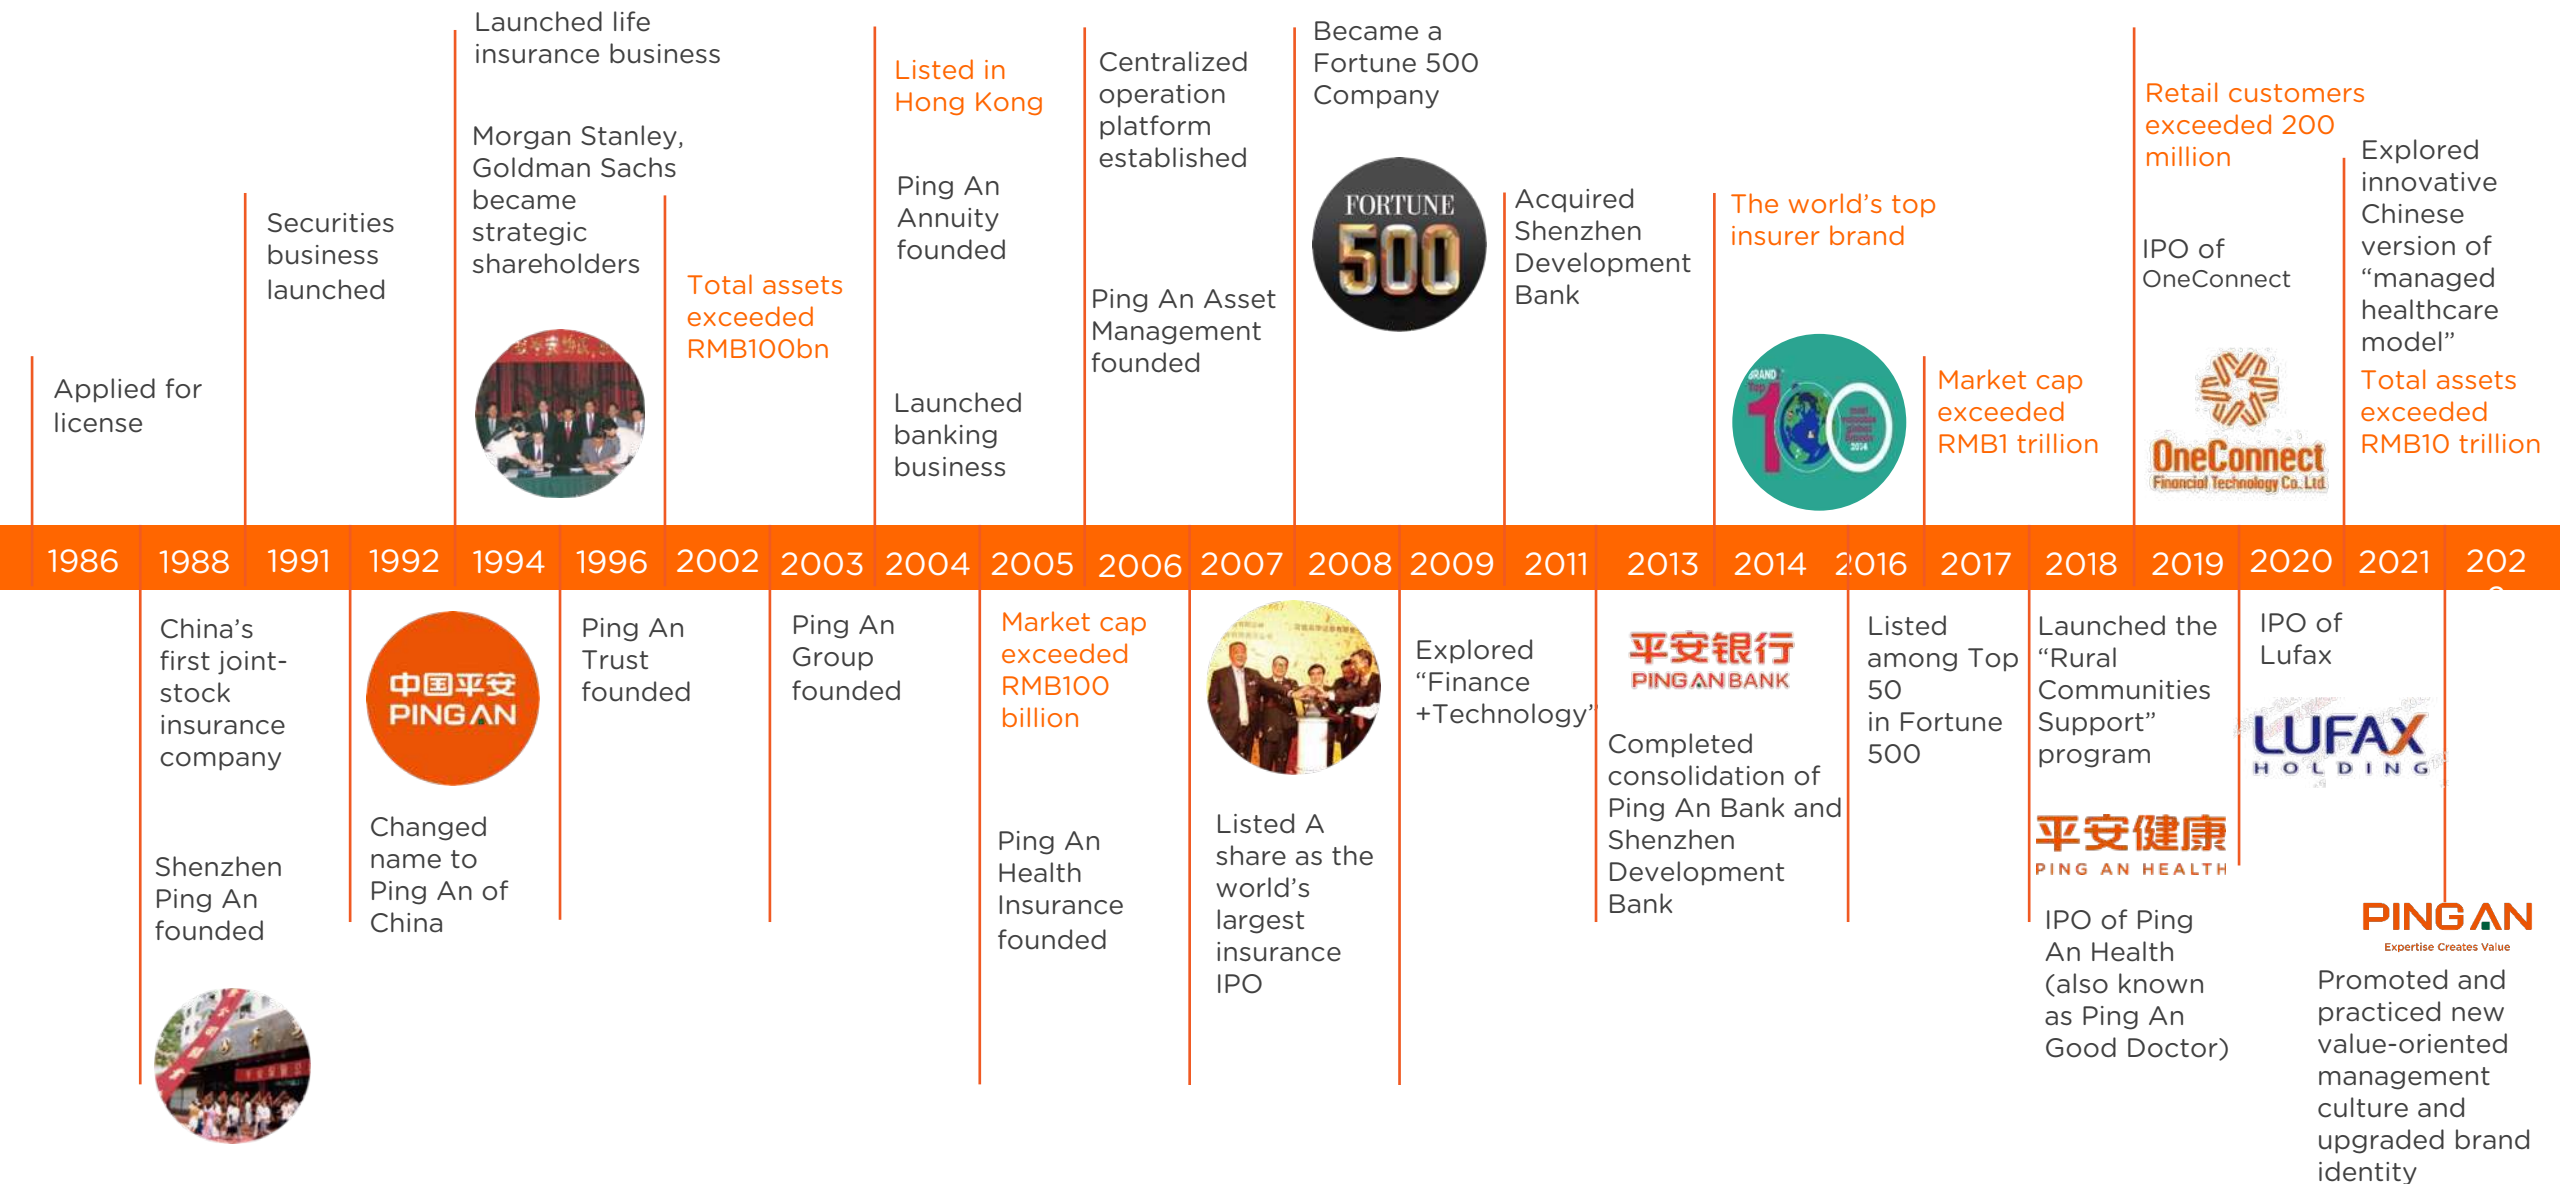 Launched life
insurance business
Morgan Stanley,
Goldman Sachs
became
strategic
shareholders
Listed in
Hong Kong
Ping An
Annuity
founded
Launched
banking
business
Centralized
operation
platform
established
Ping An Asset
Management
founded
Became a
Fortune 500
Company
FORTUNE
500
Retail customers
exceeded 200
million
IPO of
OneConnect
OneConnect
Financial Technology Co. Ltd.
Explored
innovative
Chinese
version of
“managed
healthcare
model”
Total assets
exceeded
RMB10 trillion
Securities
business
launched
Total assets
exceeded
RMB100bn
Acquired
Shenzhen
Development
Bank
The world’s top
insurer brand
Top
100
2014
Market cap
exceeded
RMB1 trillion
Applied for
license
1986 1988 1991 1992 1994 1996 2002 2003 2004 2005 2006 2007 2008 2009 2011 2013 2014 2016 2017 2018 2019 2020 2021 202
China’s
first joint-
stock
insurance
company
Shenzhen
Ping An
founded
中国平安
PING AN
Changed
name to
Ping An of
China
Ping An
Trust
founded
Ping An
Group
founded
Market cap
exceeded
RMB100
billion
Ping An
Health
Insurance
founded
Listed A
share as the
world’s
largest
insurance
IPO
Explored
“Finance
+Technology”
平安银行
PING AN BANK
Completed
consolidation of
Ping An Bank and
Shenzhen
Development
Bank
Listed
among Top
50
in Fortune
500
Launched the
“Rural
Communities
Support”
program
平安健康
PING AN HEALTH
IPO of Ping
An Health
(also known
as Ping An
Good Doctor)
IPO of
Lufax
LUFAX
HOLDING
PING AN
Expertise Creates Value
Promoted and
practiced new
value-oriented
management
culture and
upgraded brand
identity